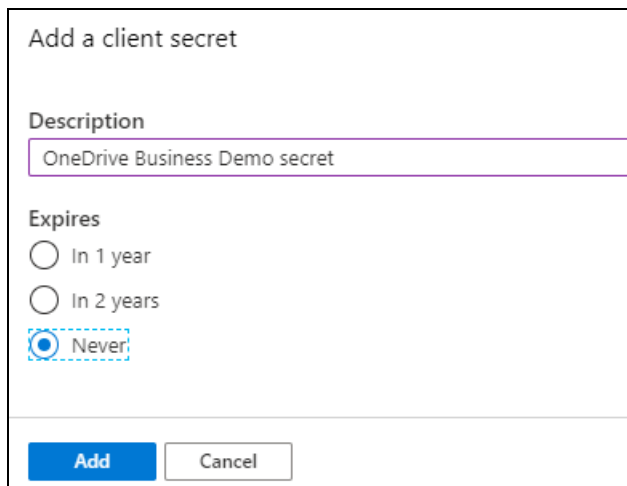 Add a client secret
Description
OneDrive Business Demo secret
Expires
In 1 year
In 2 years
Never
Add
Cancel